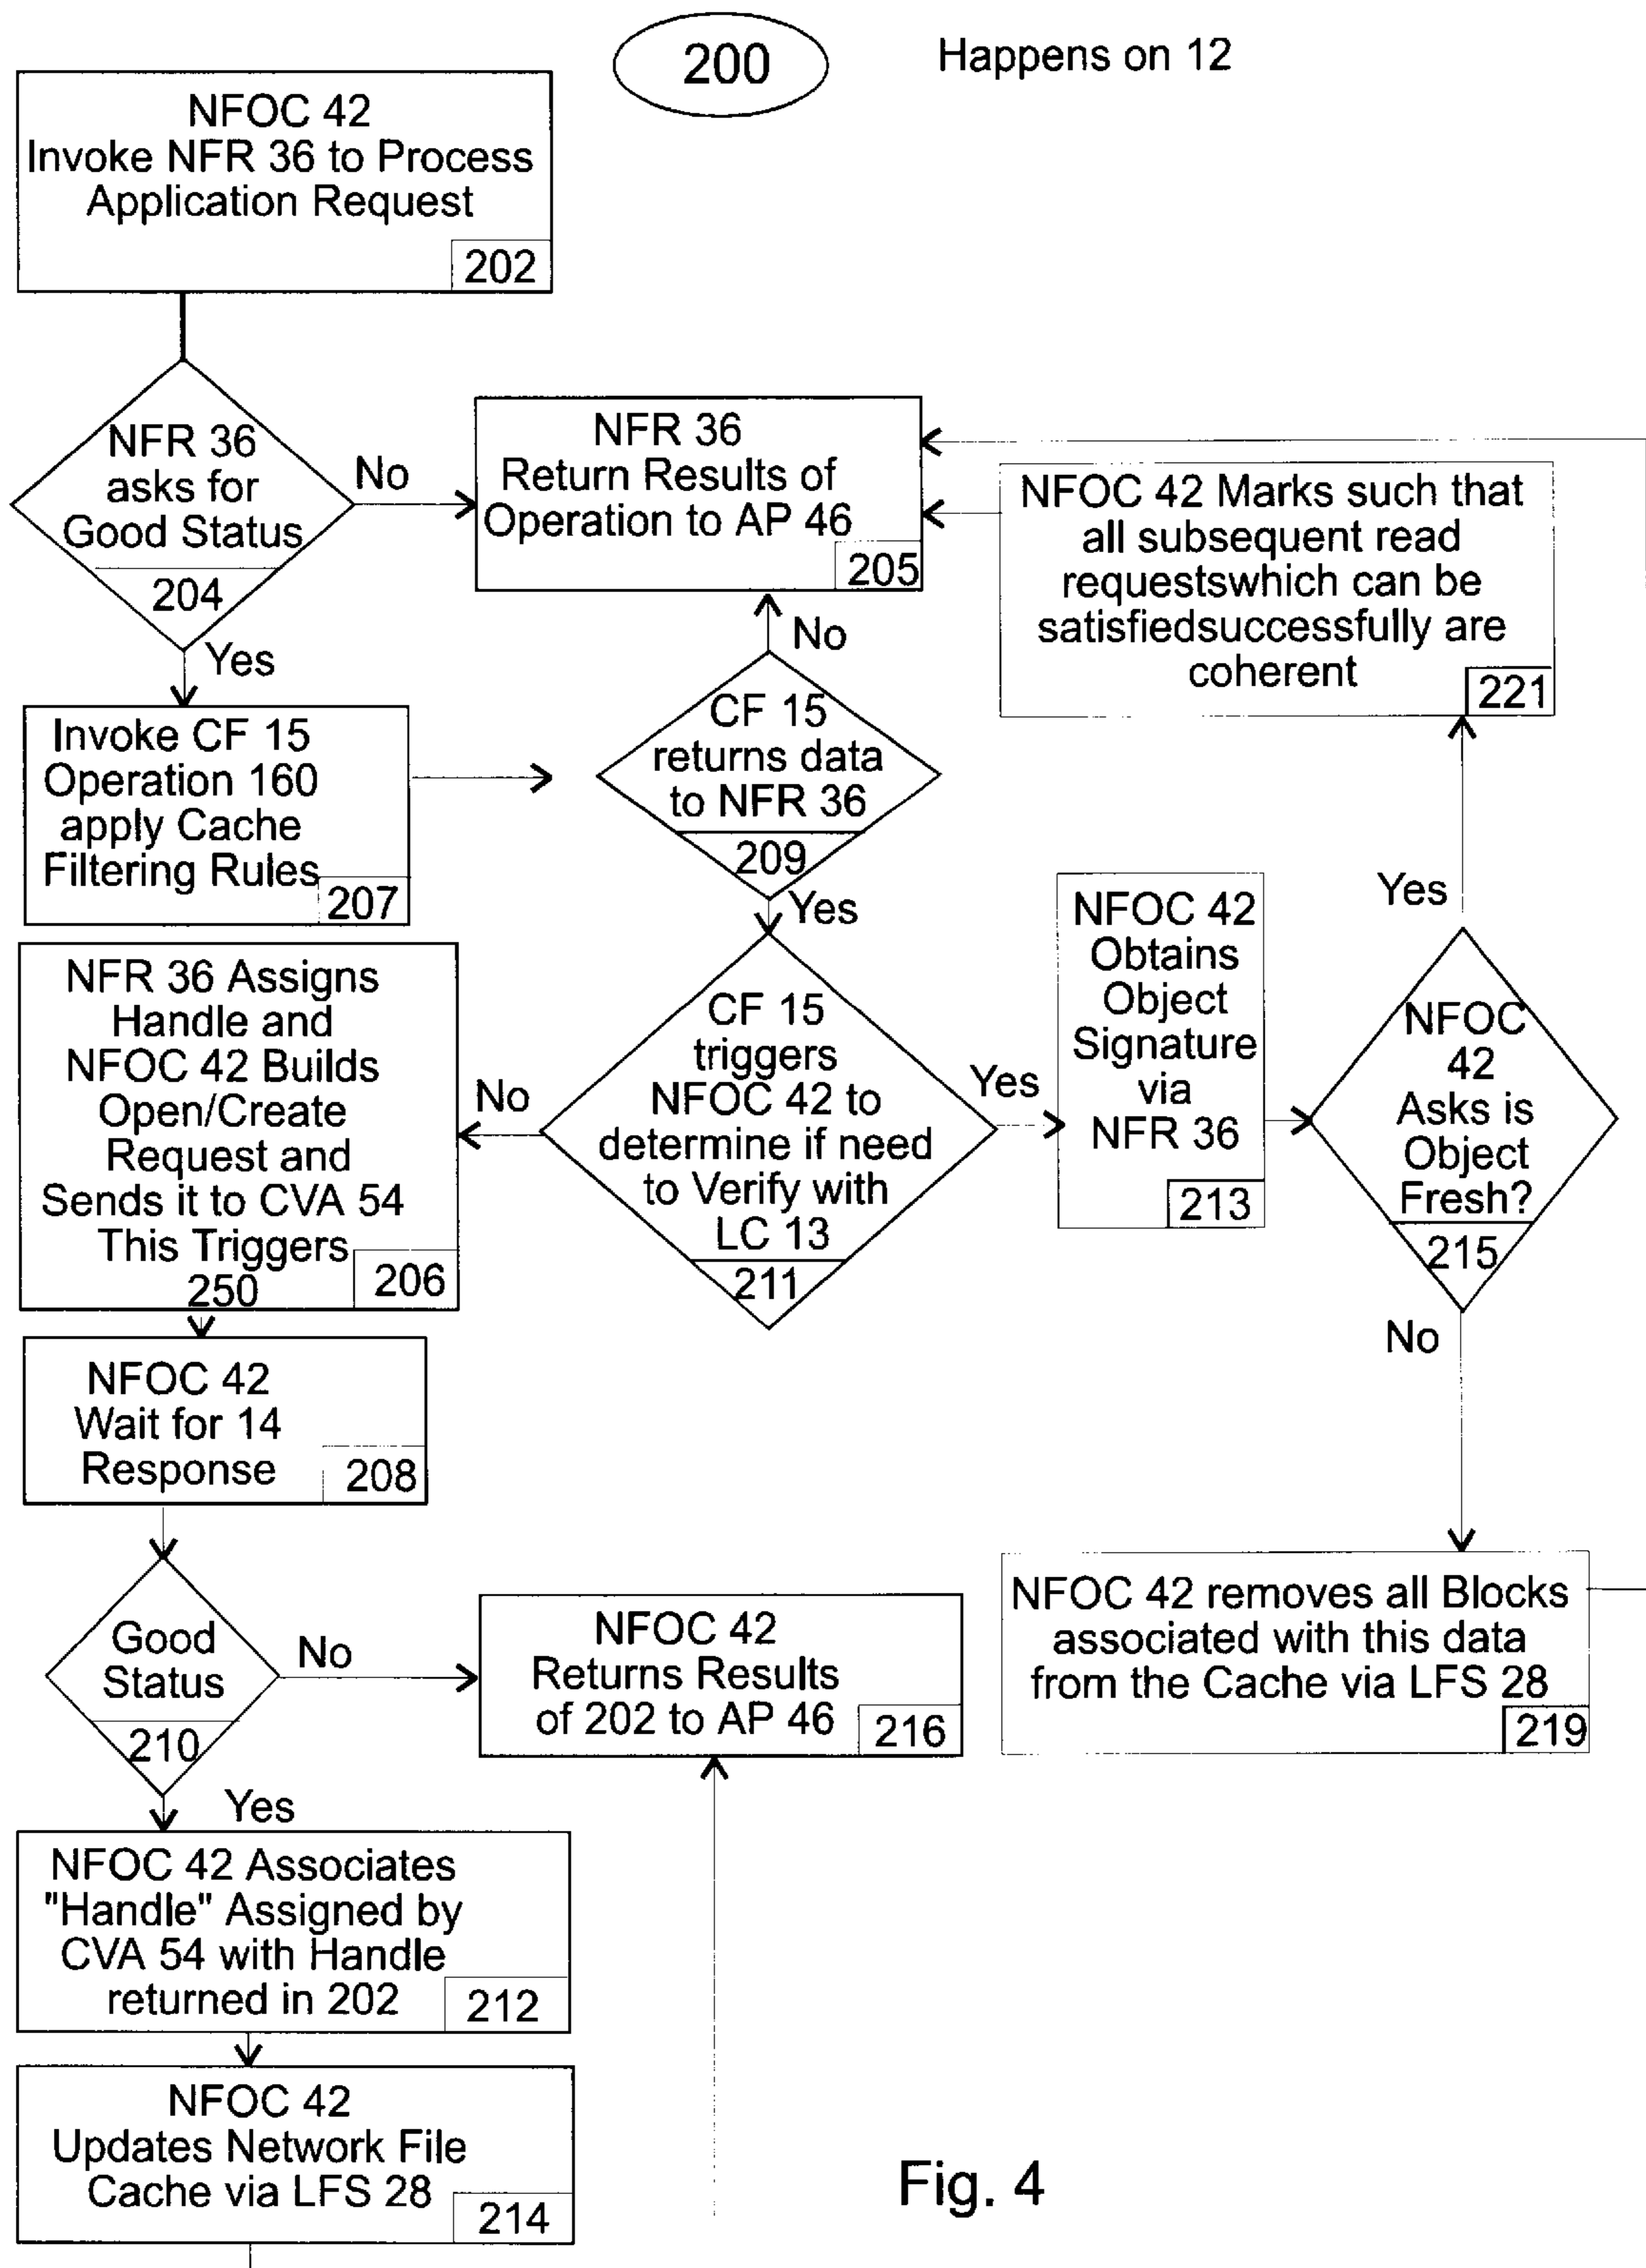 200
Happens on 12
NFOC 42
Invoke NFR 36 to Process
Application Request
202
NFR 36
asks for
Good Status
204
No
Yes
NFR 36
Return Results of
Operation to AP 46
205
NFOC 42 Marks such that
all subsequent read
requestswhich can be
satisfiedsuccessfully are
coherent
221
Invoke CF 15
Operation 160
apply Cache
Filtering Rules
207
No
CF 15
returns data
to NFR 36
209
Yes
CF 15
triggers
NFOC 42 to
determine if need
to Verify with
LC 13
211
No
Yes
NFOC 42
Obtains
Object
Signature
via
NFR 36
213
Yes
NFOC
42
Asks is
Object
Fresh?
215
No
NFR 36 Assigns
Handle and
NFOC 42 Builds
Open/Create
Request and
Sends it to CVA 54
This Triggers
250
206
NFOC 42
Wait for 14
Response
208
Good
Status
210
No
Yes
NFOC 42
Returns Results
of 202 to AP 46
216
NFOC 42 removes all Blocks
associated with this data
from the Cache via LFS 28
219
NFOC 42 Associates
"Handle" Assigned by
CVA 54 with Handle
returned in 202
212
NFOC 42
Updates Network File
Cache via LFS 28
214
Fig. 4